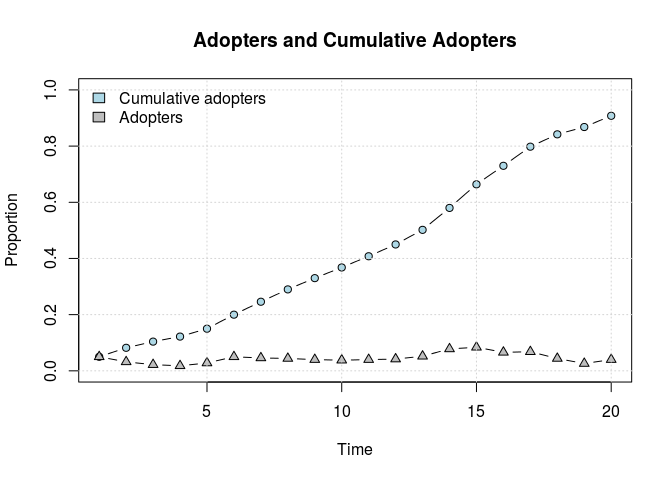 Adopters and Cumulative Adopters
Cumulative adopters
Adopters
Proportion
1.0
0.8
0.6
0.4
0.2
0.0
5 10 15 20
Time